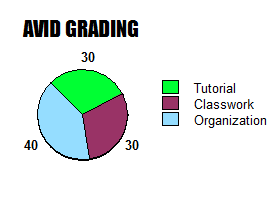 AVID GRADING
30
Tutorial
Classwork
Organization
40
30